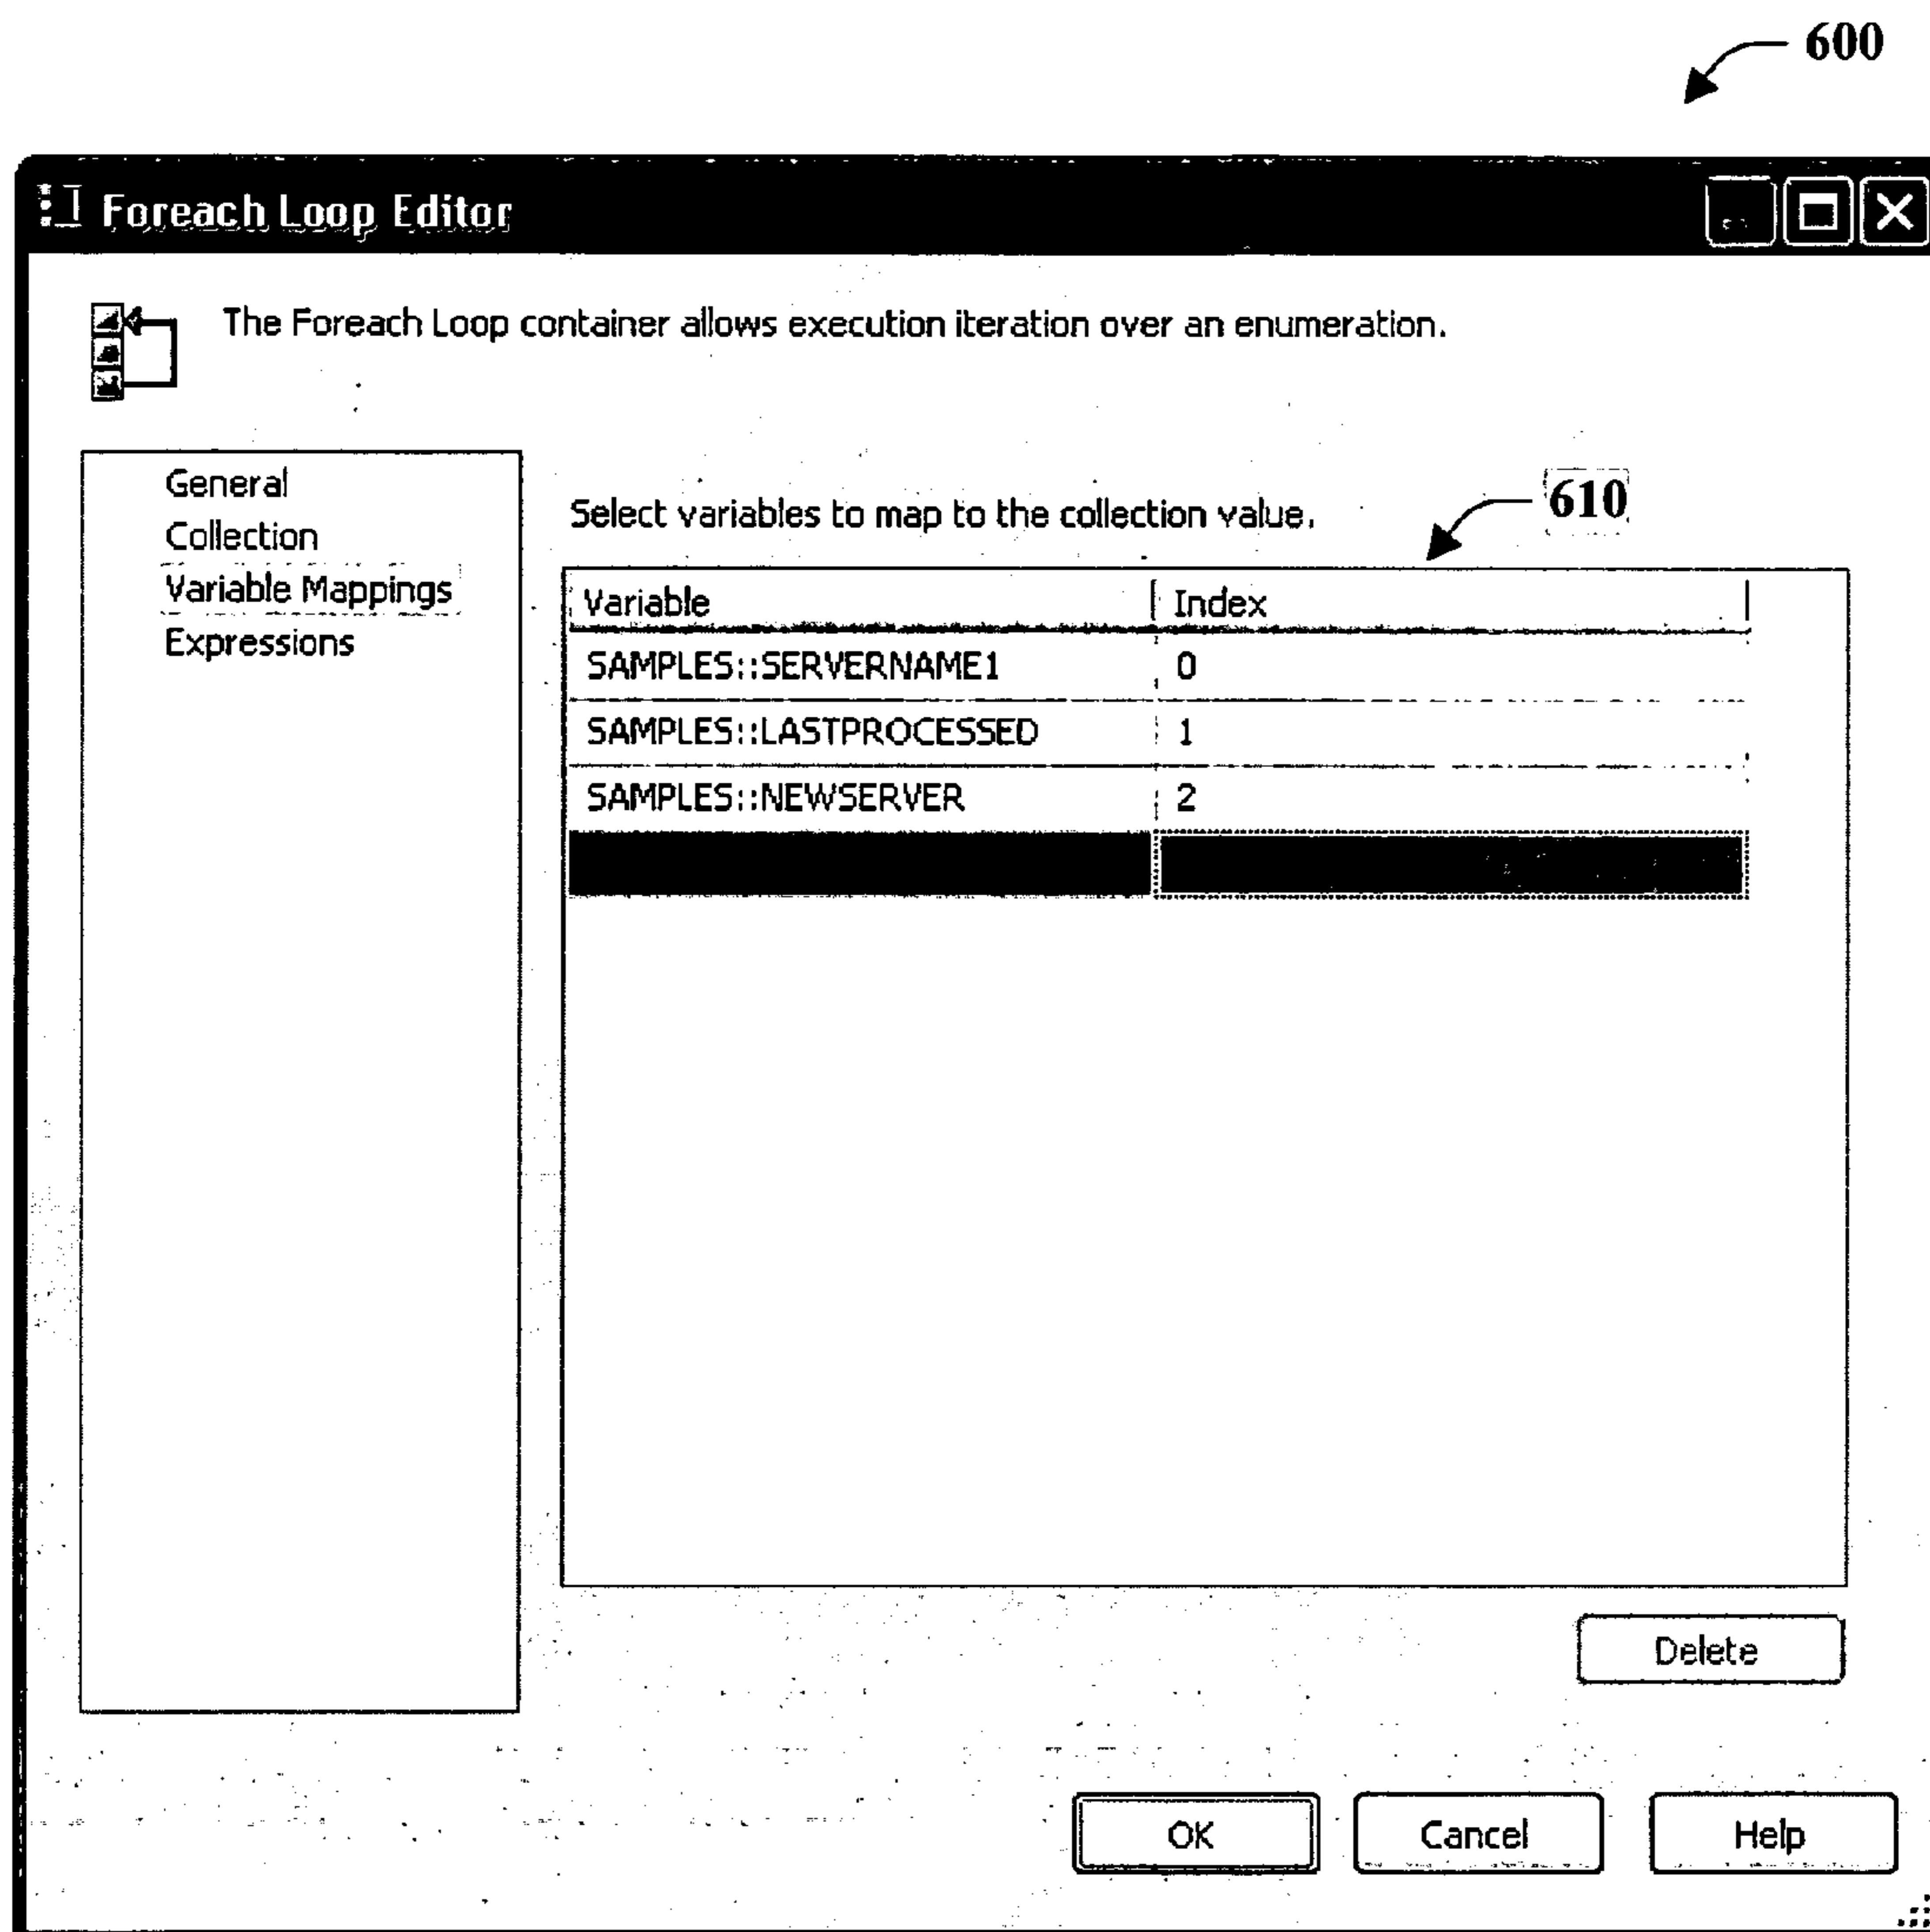 600
Foreach Loop Editor
The Foreach Loop container allows execution iteration over an enumeration.
General
Collection
Variable Mappings
Expressions
Select variables to map to the collection value.
610
Variable Index
SAMPLES::SERVERNAME1 0
SAMPLES::LASTPROCESSED 1
SAMPLES::NEWSERVER 2
Delete
OK Cancel Help